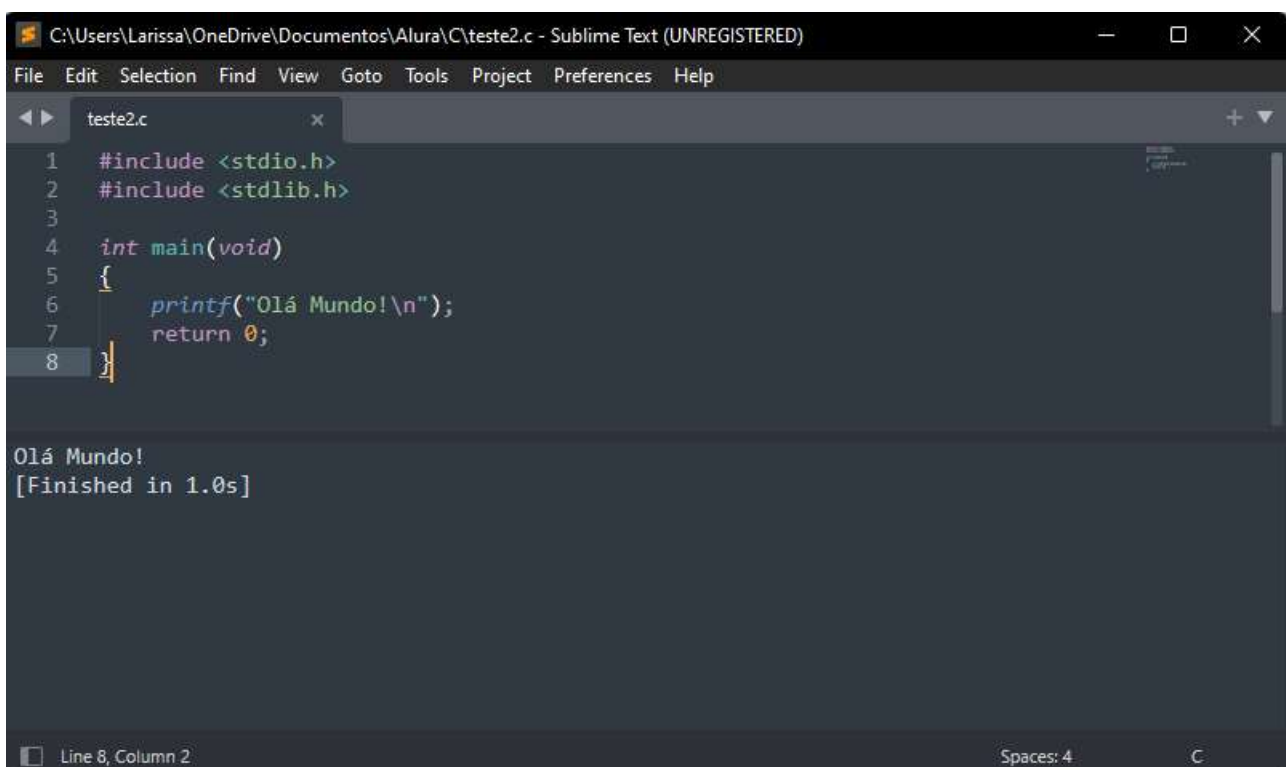 C:\Users\Larissa\OneDrive\Documentos\Alura\C\teste2.c - Sublime Text (UNREGISTERED)
File Edit Selection Find View Goto Tools Project Preferences Help
teste2.c
1 #include <stdio.h>
2 #include <stdlib.h>
3
4 int main(void)
5 {
6     printf("Olá Mundo!\n");
7     return 0;
8 }
Olá Mundo!
[Finished in 1.0s]
Line 8, Column 2 Spaces: 4 C